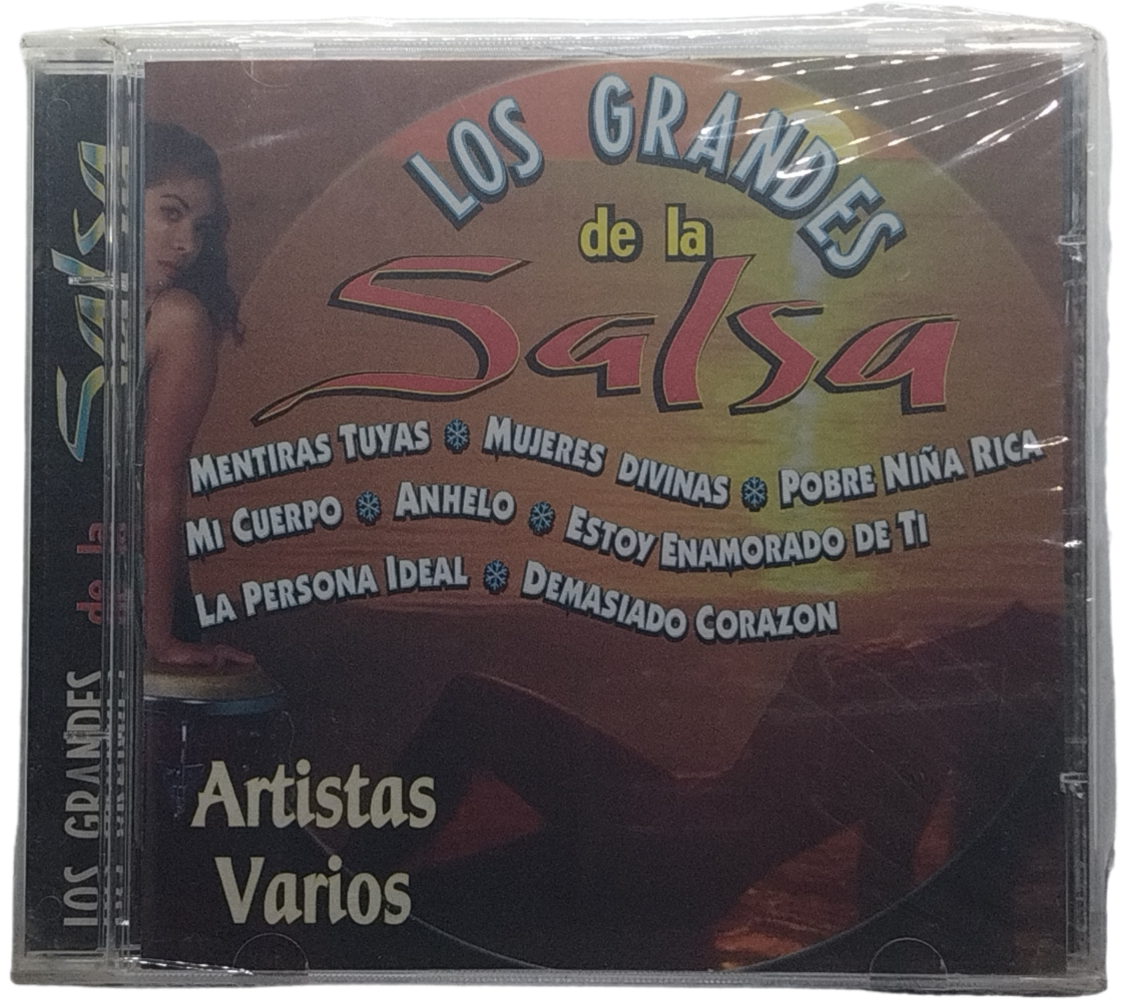 LOS GRANDES
de la
Salsa
MENTIRAS TUYAS ❄ MUJERES DIVINAS ❄ POBRE NIÑA RICA
MI CUERPO ❄ ANHELO ❄ ESTOY ENAMORADO DE TI
LA PERSONA IDEAL ❄ DEMASIADO CORAZON
Artistas
Varios
LOS GRANDES de la Salsa